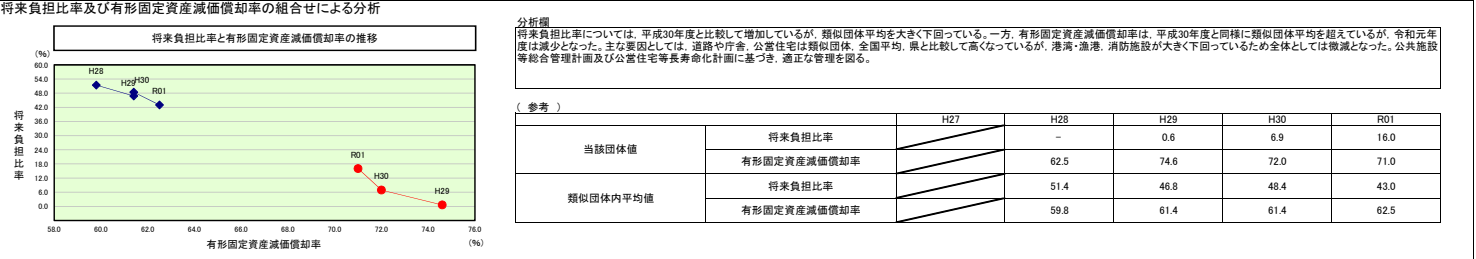 将来負担比率及び有形固定資産減価償却率の組合せによる分析
将来負担比率と有形固定資産減価償却率の推移
(%)
将来負担比率
60.0
54.0
48.0
42.0
36.0
30.0
24.0
18.0
12.0
6.0
0.0
H28
H29
H30
R01
R01
H30
H29
58.0 60.0 62.0 64.0 66.0 68.0 70.0 72.0 74.0 76.0
有形固定資産減価償却率
(%)
分析欄
将来負担比率については、平成30年度と比較して増加しているが、類似団体平均を大きく下回っている。一方、有形固定資産減価償却率は、平成30年度と同様に類似団体平均を超えているが、令和元年
度は減少となった。主な要因としては、道路や庁舎、公営住宅は類似団体、全国平均、県と比較して高くなっているが、港湾・漁港、消防施設が大きく下回っているため全体としては微減となった。公共施設
等総合管理計画及び公営住宅等長寿命化計画に基づき、適正な管理を図る。
( 参考 )
H27 H28 H29 H30 R01
当該団体値
将来負担比率 - 0.6 6.9 16.0
有形固定資産減価償却率 62.5 74.6 72.0 71.0
類似団体内平均値
将来負担比率 51.4 46.8 48.4 43.0
有形固定資産減価償却率 59.8 61.4 61.4 62.5